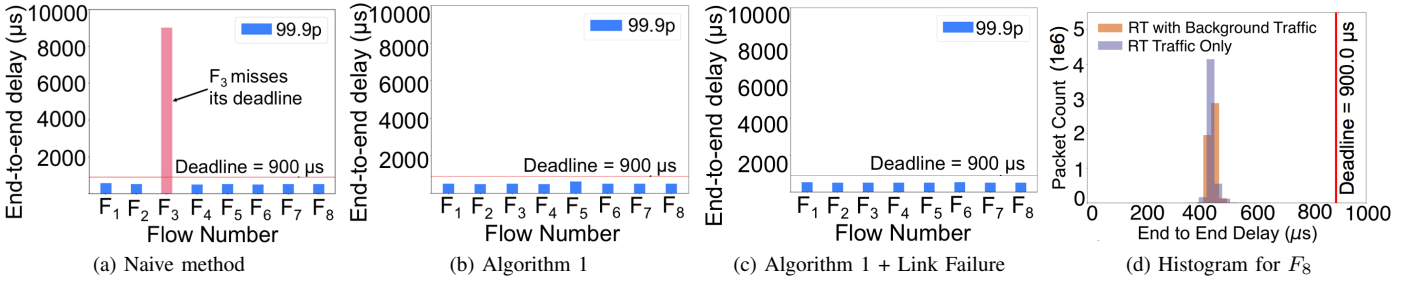 End-to-end delay (µs)
10000
8000
6000
4000
2000
99.9p
F3 misses
its deadline
Deadline = 900 µs
F1 F2 F3 F4 F5 F6 F7 F8
Flow Number
(a) Naive method
End-to-end delay (µs)
10000
8000
6000
4000
2000
99.9p
Deadline = 900 µs
F1 F2 F3 F4 F5 F6 F7 F8
Flow Number
(b) Algorithm 1
End-to-end delay (µs)
10000
8000
6000
4000
2000
99.9p
Deadline = 900 µs
F1 F2 F3 F4 F5 F6 F7 F8
Flow Number
(c) Algorithm 1 + Link Failure
Packet Count (1e6)
5
4
3
2
1
0
RT with Background Traffic
RT Traffic Only
Deadline = 900.0 µs
0 200 400 600 800 1000
End to End Delay (µs)
(d) Histogram for F8